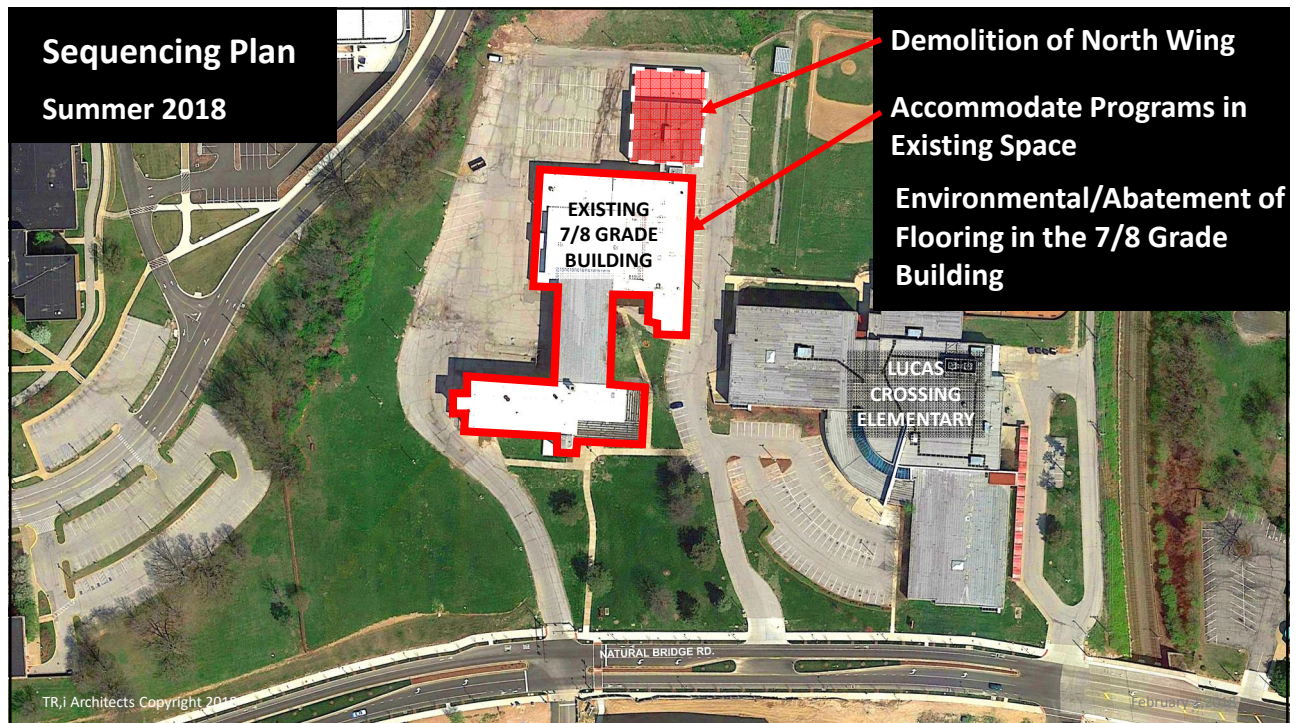 Sequencing Plan
Summer 2018
Demolition of North Wing
Accommodate Programs in
Existing Space
Environmental/Abatement of
Flooring in the 7/8 Grade
Building
EXISTING
7/8 GRADE
BUILDING
LUCAS
CROSSING
ELEMENTARY
NATURAL BRIDGE RD.
TR,i Architects Copyright
February